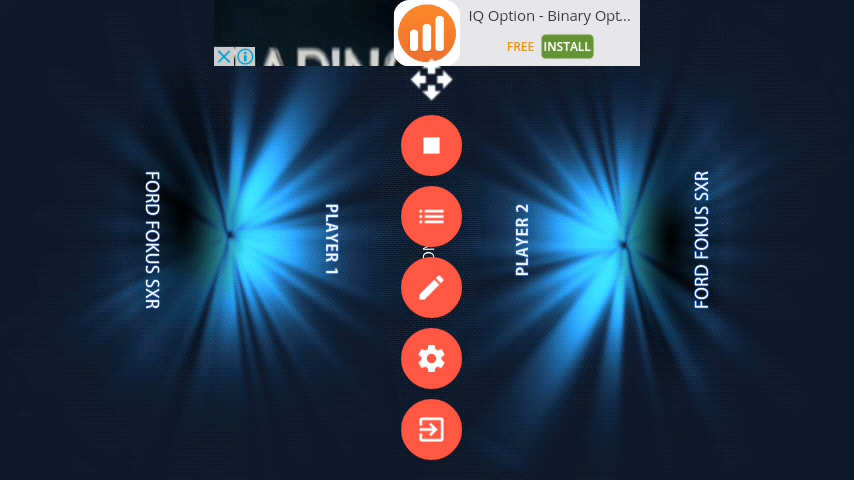 IQ Option - Binary Opt...
FREE INSTALL
FORD FOKUS SXR
PLAYER 1
PLAYER 2
FORD FOKUS SXR